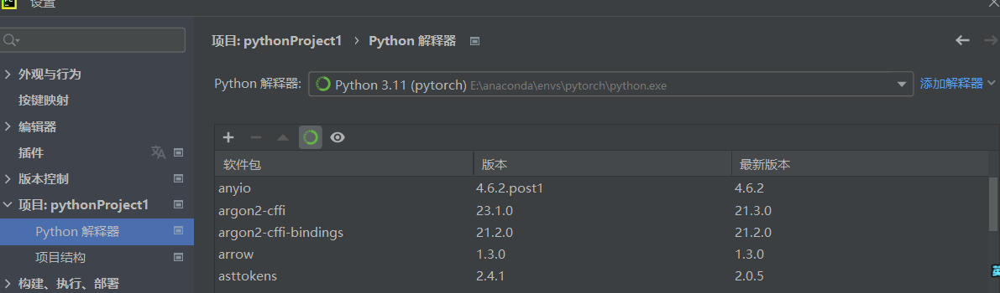 设置
项目: pythonProject1 › Python 解释器
外观与行为
按键映射
编辑器
插件
版本控制
项目: pythonProject1
Python 解释器
项目结构
构建、执行、部署
Python 解释器: Python 3.11 (pytorch) E:\anaconda\envs\pytorch\python.exe 添加解释器
软件包 版本 最新版本
anyio 4.6.2.post1 4.6.2
argon2-cffi 23.1.0 21.3.0
argon2-cffi-bindings 21.2.0 21.2.0
arrow 1.3.0 1.3.0
asttokens 2.4.1 2.0.5